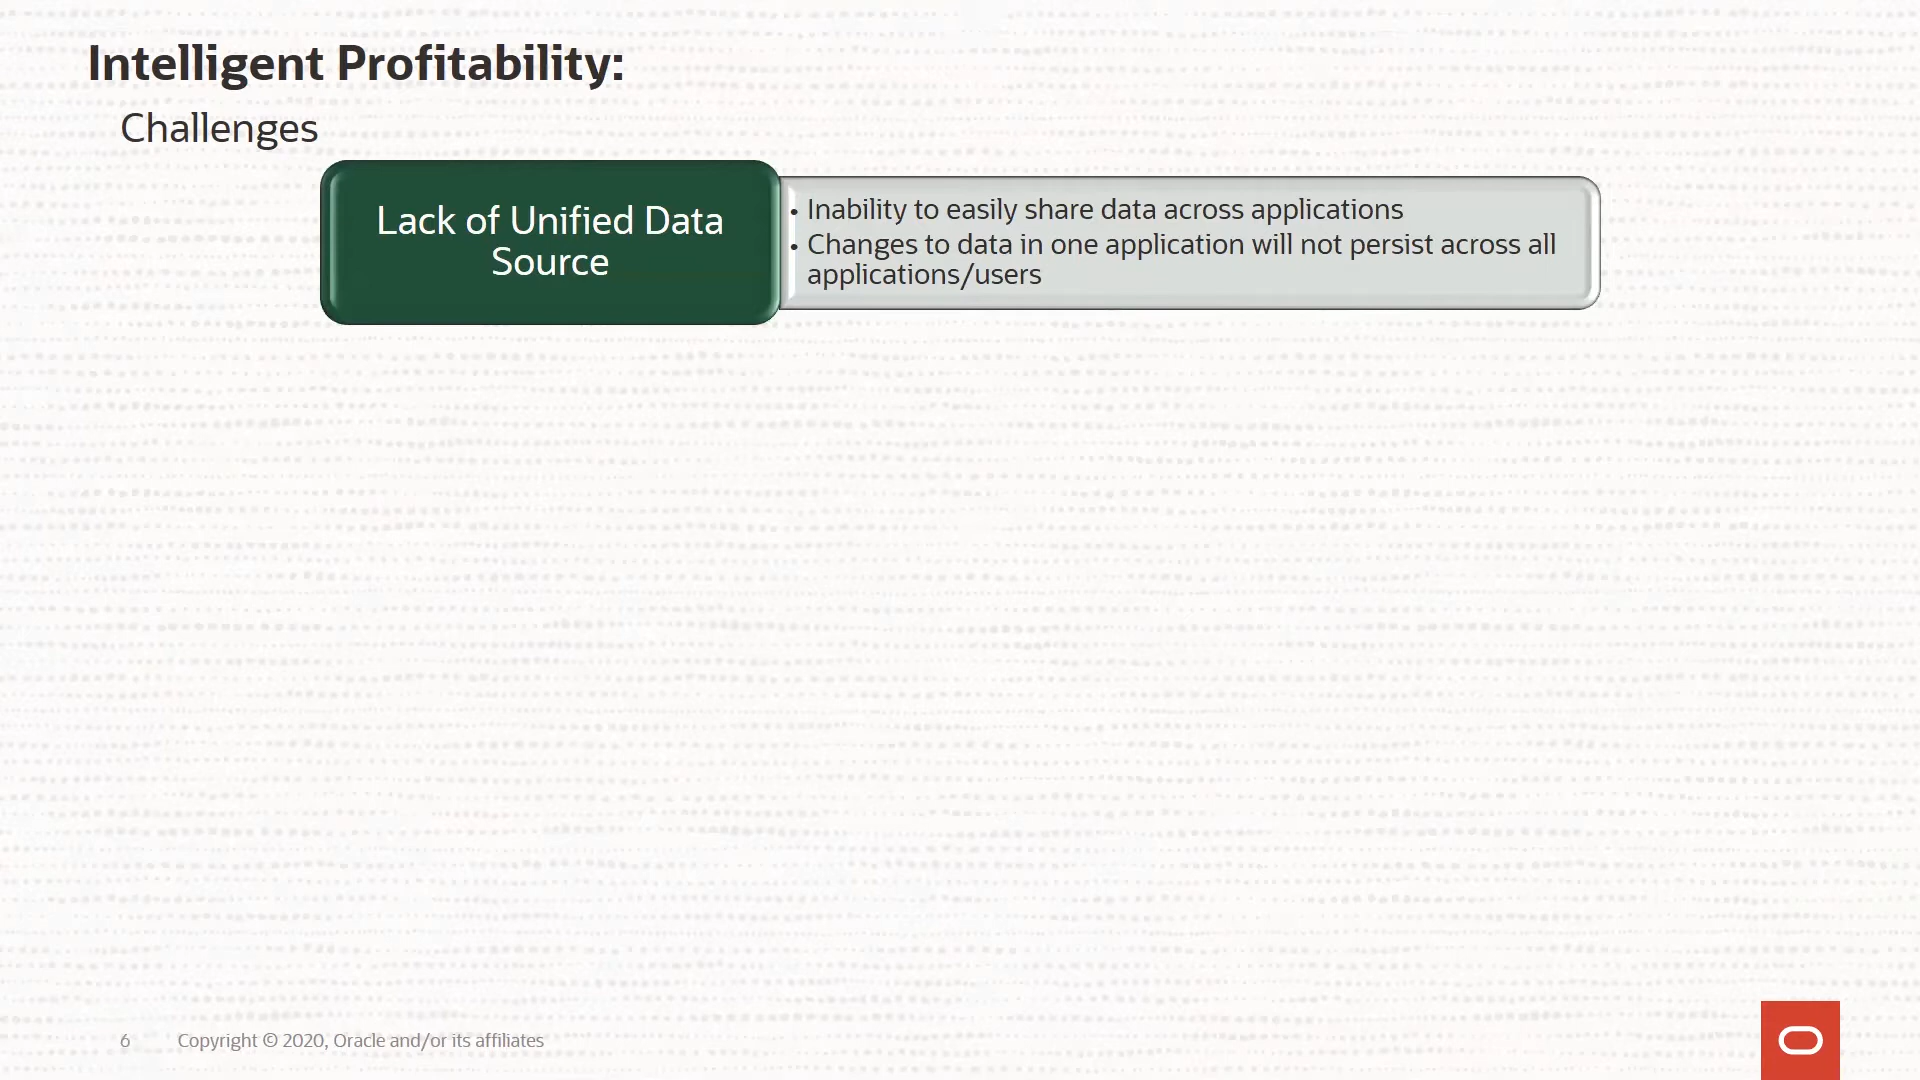 Intelligent Profitability:
Challenges
Lack of Unified Data
Source
• Inability to easily share data across applications
• Changes to data in one application will not persist across all
applications/users
6 Copyright © 2020, Oracle and/or its affiliates